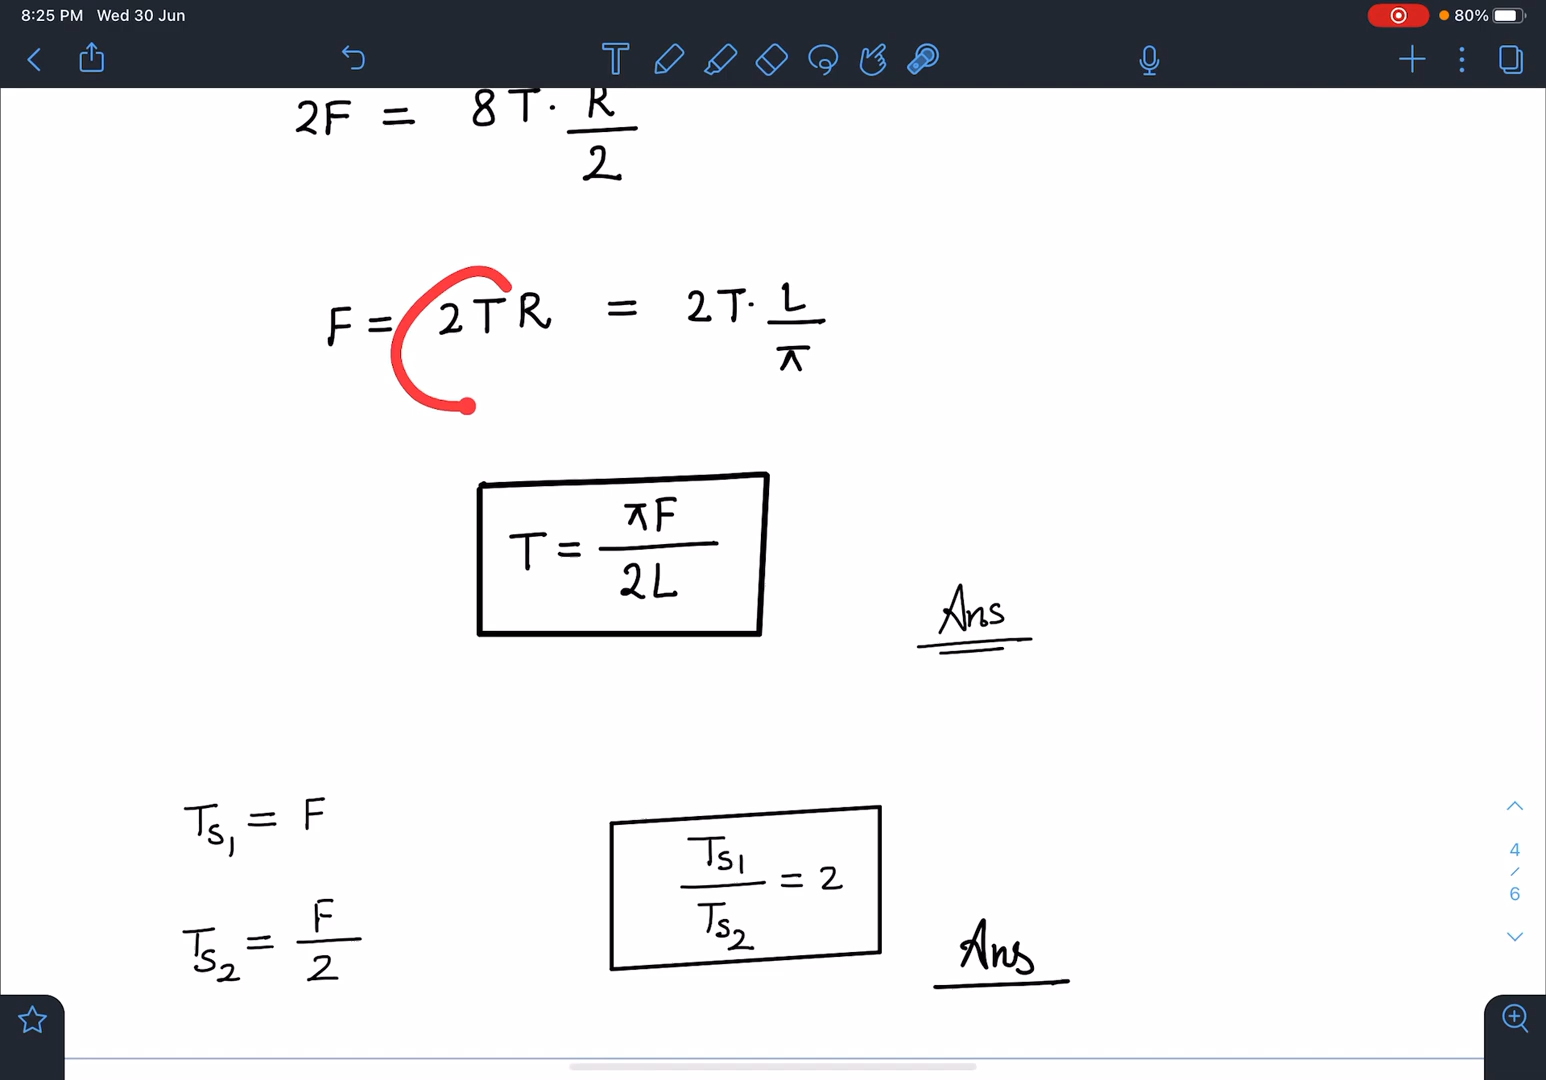 8:25 PM Wed 30 Jun
80%
2F = 8T · R/2
F = 2TR = 2T · L/π
T = πF/2L
Ans
TS1 = F
TS2 = F/2
TS1/TS2 = 2
Ans
4/6